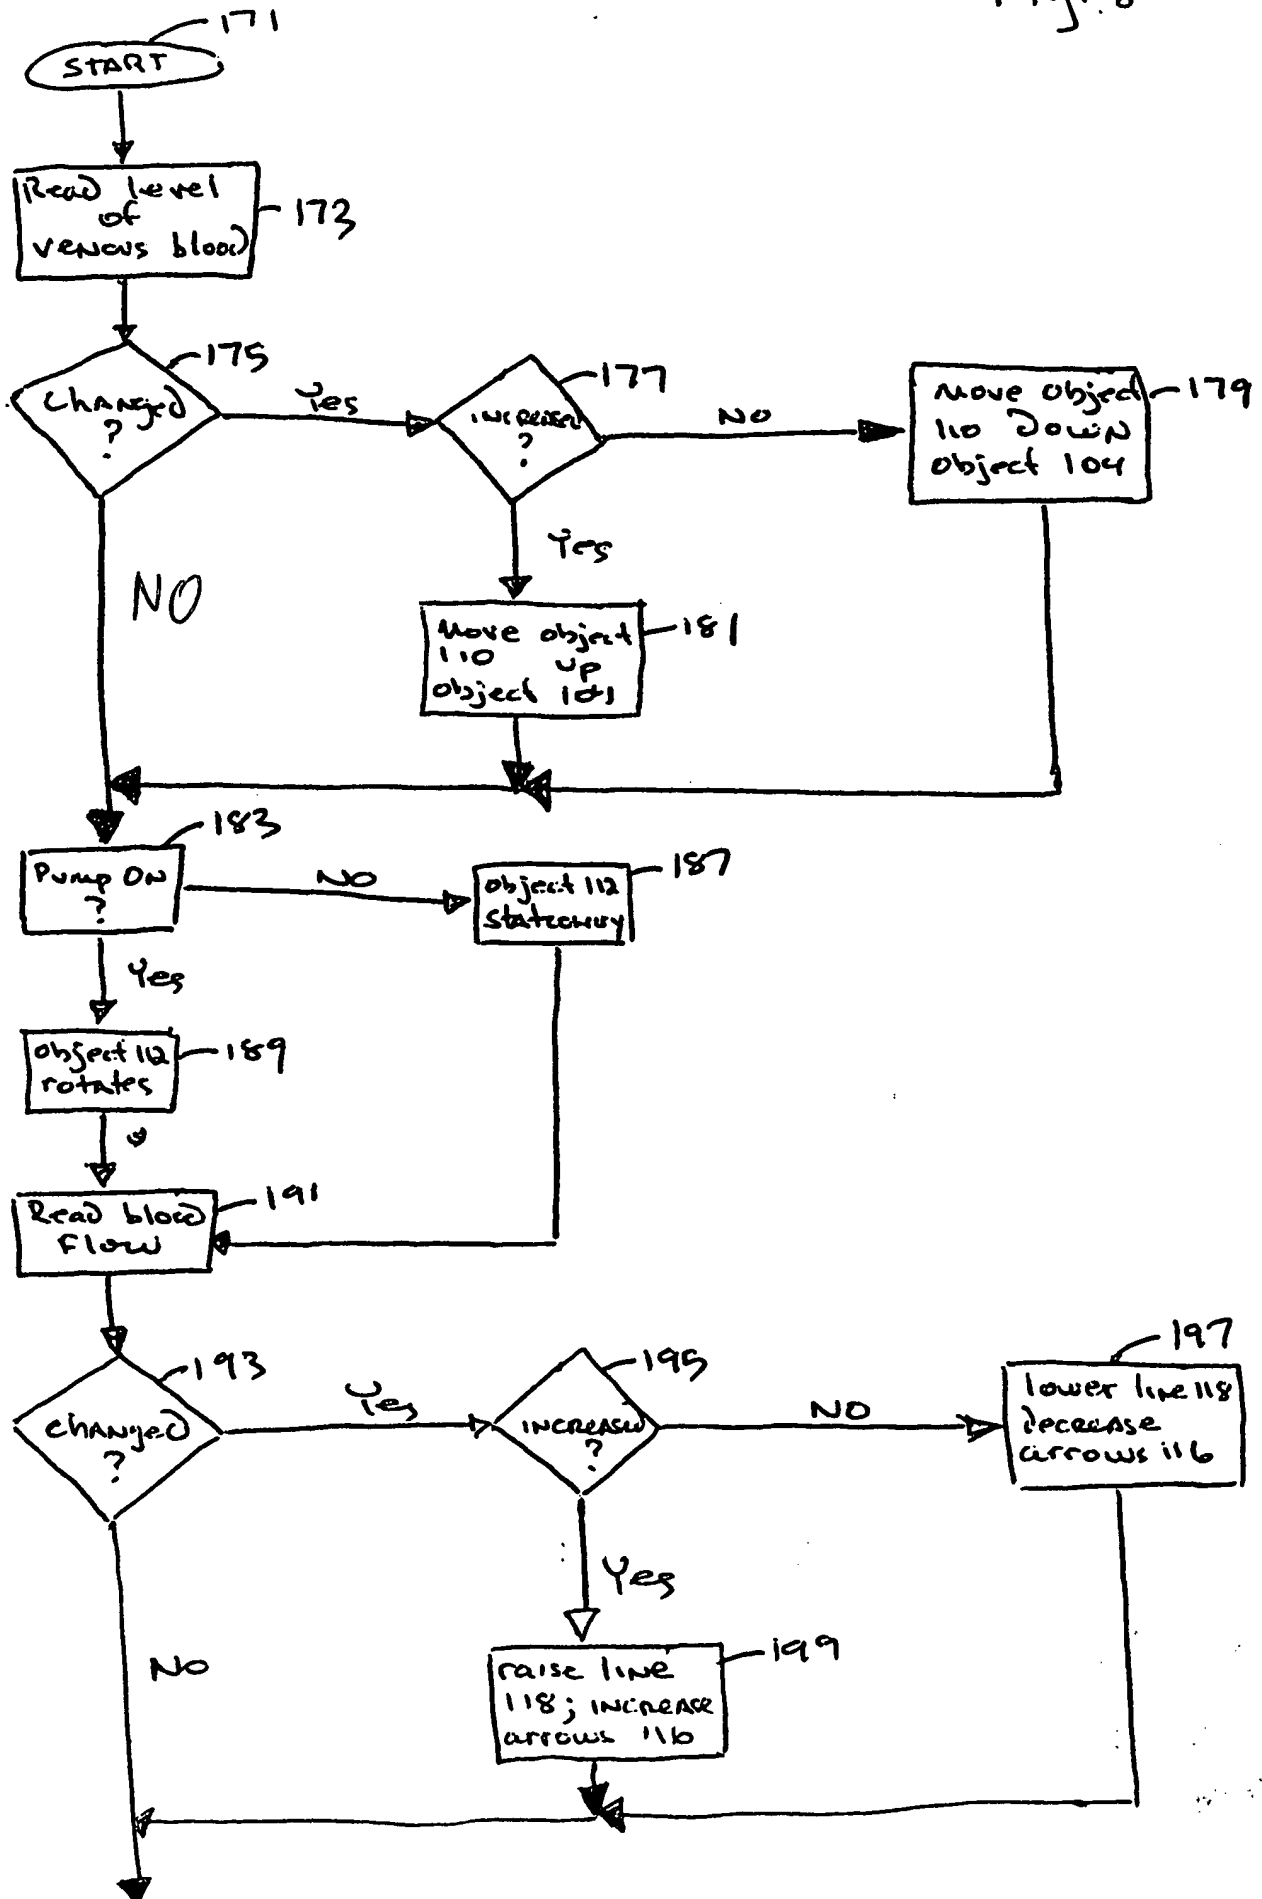 171
START
Read level
of
venous blood
173
175
Changed
?
Yes
177
INCREASED
?
NO
179
Move object
110 DOWN
object 104
NO
Yes
181
Move object
110 up
object 104
183
Pump ON
?
NO
187
object 112
Yes
189
object 112
rotates
191
Read blood
Flow
193
Changed
?
Yes
195
INCREASED
?
NO
197
lower line 118
Decrease
arrows 116
NO
Yes
199
raise line
118; INCREASE
arrows 116